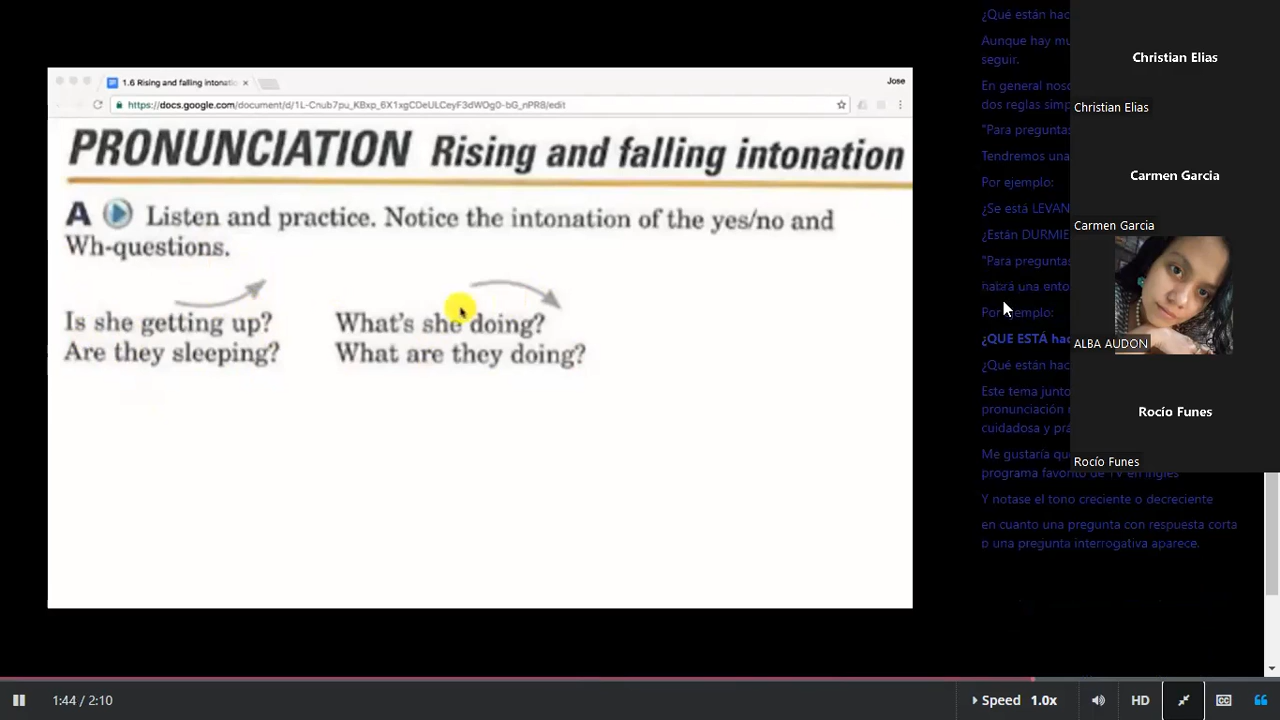 1.6 Rising and falling intonatio
Jose
https://docs.google.com/document/d/1L-Cnub7pu_KBxp_6X1xgCDeULCeyF3dWOg0-bG_nPR8/edit
PRONUNCIATION Rising and falling intonation
A Listen and practice. Notice the intonation of the yes/no and
Wh-questions.
Is she getting up?
Are they sleeping?
What's she doing?
What are they doing?
¿Qué están hac
Aunque hay mu
seguir.
En general noso
dos reglas simp
"Para preguntas
Tendremos una
Por ejemplo:
¿Se está LEVAN
¿Están DURMIE
"Para preguntas
habrá una ento
Por ejemplo:
¿QUE ESTÁ hac
¿Qué están hac
Este tema junto
pronunciación
cuidadosa y prá
Me gustaría qu
programa favorito de TV en inglés
Y notase el tono creciente o decreciente
en cuanto una pregunta con respuesta corta
p una pregunta interrogativa aparece.
Christian Elias
Christian Elias
Carmen Garcia
Carmen Garcia
ALBA AUDON
Rocío Funes
Rocío Funes
1:44 / 2:10
Speed 1.0x
HD
CC